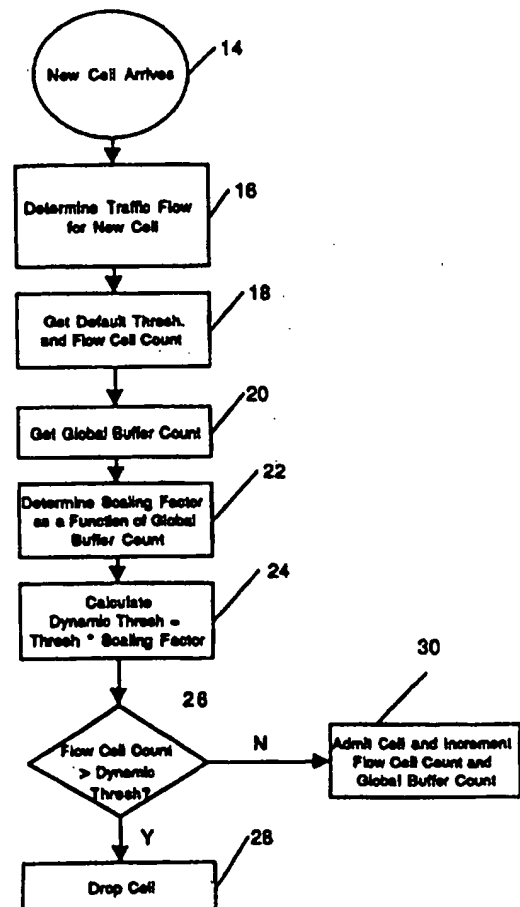 New Cell Arrives
14
Determine Traffic Flow
for New Cell
16
Get Default Thresh.
and Flow Cell Count
18
Get Global Buffer Count
20
Determine Scaling Factor
as a Function of Global
Buffer Count
22
Calculate
Dynamic Thresh =
Thresh * Scaling Factor
24
26
Flow Cell Count
> Dynamic
Thresh?
N
30
Admit Cell and Increment
Flow Cell Count and
Global Buffer Count
Y
28
Drop Cell